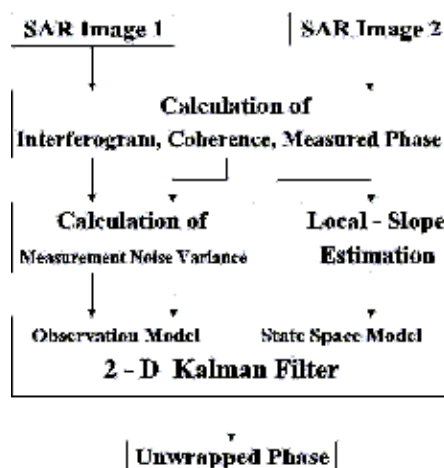 SAR Image 1
SAR Image 2
Calculation of
Interferogram, Coherence, Measured Phase
Calculation of
Measurement Noise Variance
Local - Slope
Estimation
Observation Model
State Space Model
2 - D Kalman Filter
Unwrapped Phase